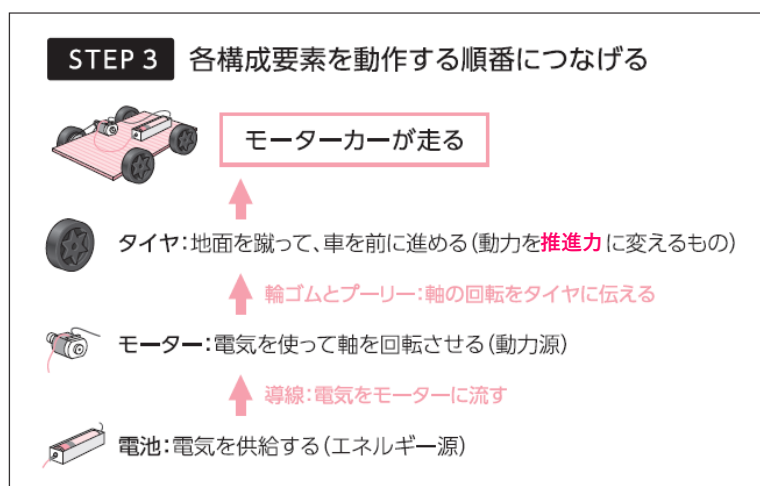 STEP 3 各構成要素を動作する順番につなげる
モーターカーが走る
タイヤ：地面を蹴って、車を前に進める（動力を推進力に変えるもの）
輪ゴムとプーリー：軸の回転をタイヤに伝える
モーター：電気を使って軸を回転させる（動力源）
導線：電気をモーターに流す
電池：電気を供給する（エネルギー源）